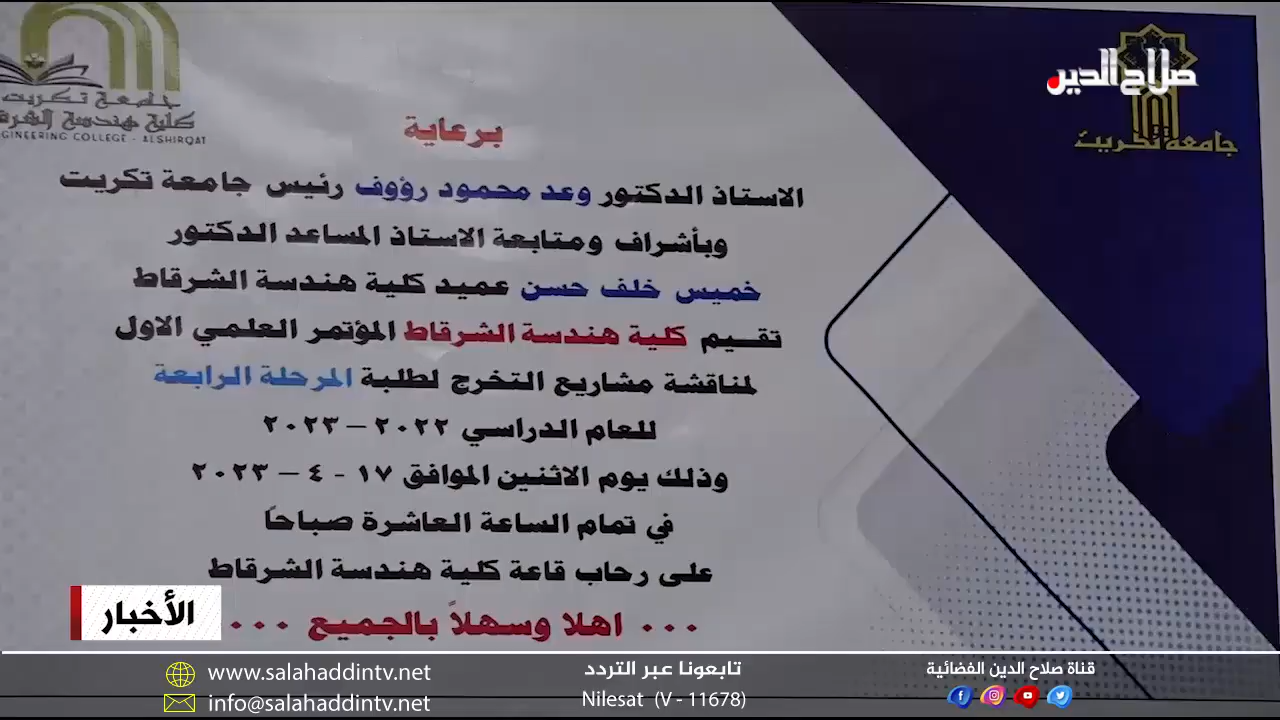 صلاح الدين
جامعة تكريت
جامعة تكريت
كلية هندسة الشرقا
GINEERING COLLEGE - ALSHIRQAT
برعاية
الاستاذ الدكتور وعد محمود رؤوف رئيس جامعة تكريت
وبأشراف ومتابعة الاستاذ المساعد الدكتور
خميس خلف حسن عميد كلية هندسة الشرقاط
تقيم كلية هندسة الشرقاط المؤتمر العلمي الاول
لمناقشة مشاريع التخرج لطلبة المرحلة الرابعة
للعام الدراسي ٢٠٢٢ – ٢٠٢٣
وذلك يوم الاثنين الموافق ١٧ - ٤ – ٢٠٢٣
في تمام الساعة العاشرة صباحاً
على رحاب قاعة كلية هندسة الشرقاط
٠٠٠ اهلا وسهلاً بالجميع ٠٠٠
الأخبار
قناة صلاح الدين الفضائية
تابعونا عبر التردد
Nilesat (V - 11678)
www.salahaddintv.net
info@salahaddintv.net